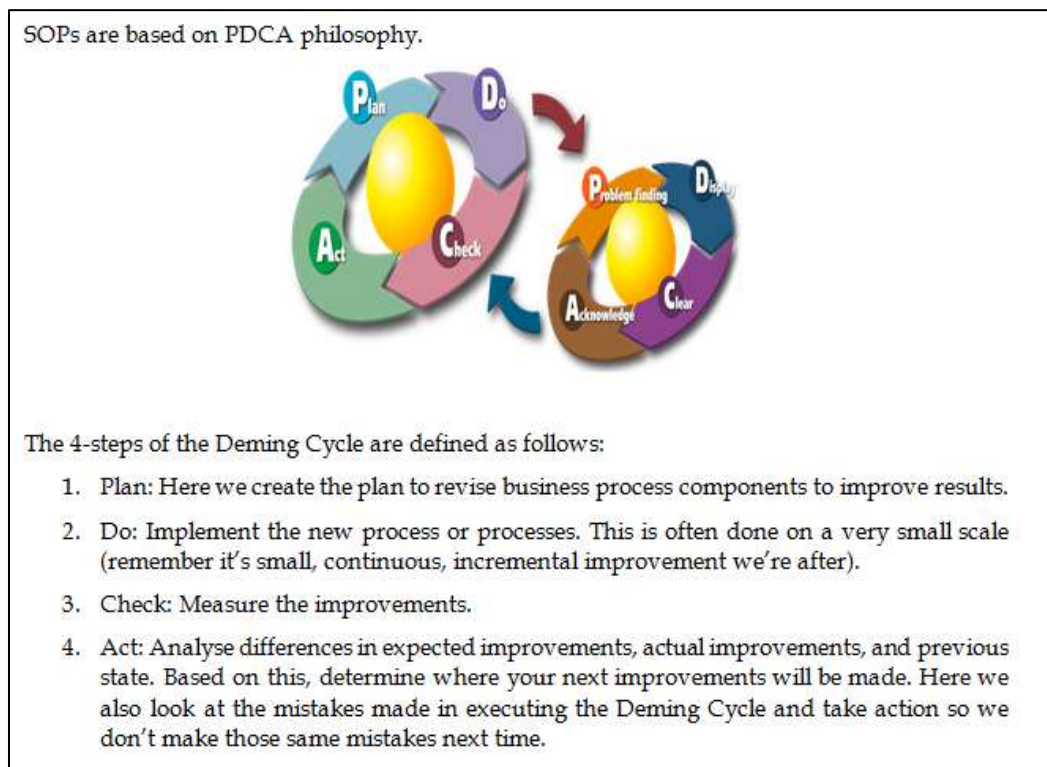 SOPs are based on PDCA philosophy.
Plan
Do
Problem finding
Display
Act
Check
Acknowledge
Clear
The 4-steps of the Deming Cycle are defined as follows:
1. Plan: Here we create the plan to revise business process components to improve results.
2. Do: Implement the new process or processes. This is often done on a very small scale
(remember it's small, continuous, incremental improvement we're after).
3. Check: Measure the improvements.
4. Act: Analyse differences in expected improvements, actual improvements, and previous
state. Based on this, determine where your next improvements will be made. Here we
also look at the mistakes made in executing the Deming Cycle and take action so we
don't make those same mistakes next time.